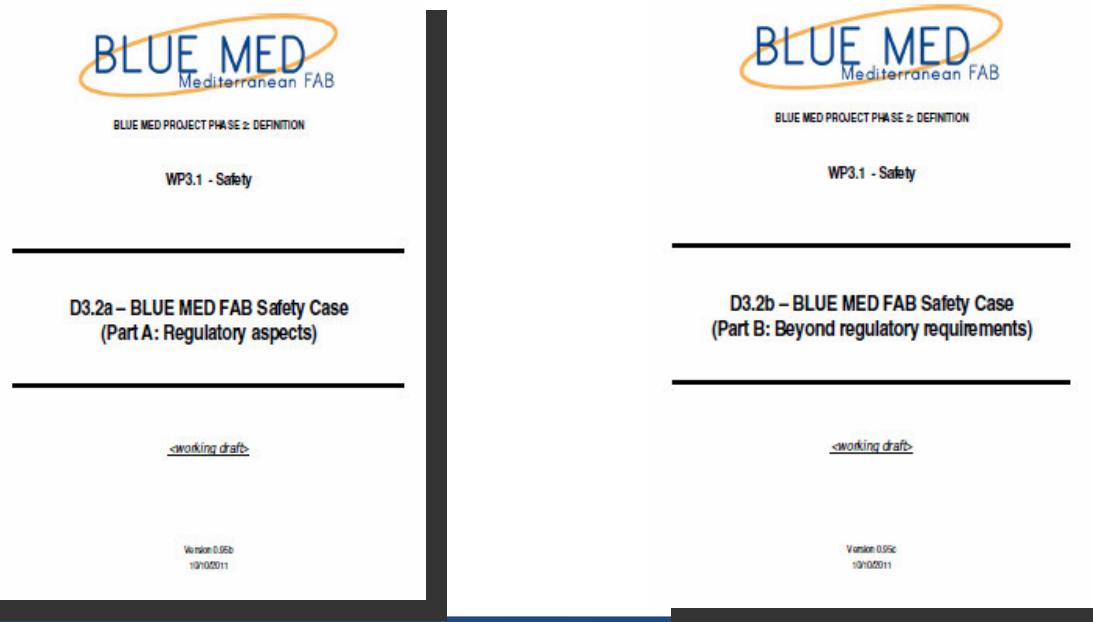 BLUE MED
Mediterranean FAB
BLUE MED PROJECT PHASE 2: DEFINITION
WP3.1 - Safety
D3.2a – BLUE MED FAB Safety Case
(Part A: Regulatory aspects)
<working draft>
Version 0.95b
10/10/2011
BLUE MED
Mediterranean FAB
BLUE MED PROJECT PHASE 2: DEFINITION
WP3.1 - Safety
D3.2b – BLUE MED FAB Safety Case
(Part B: Beyond regulatory requirements)
<working draft>
Version 0.95c
10/10/2011